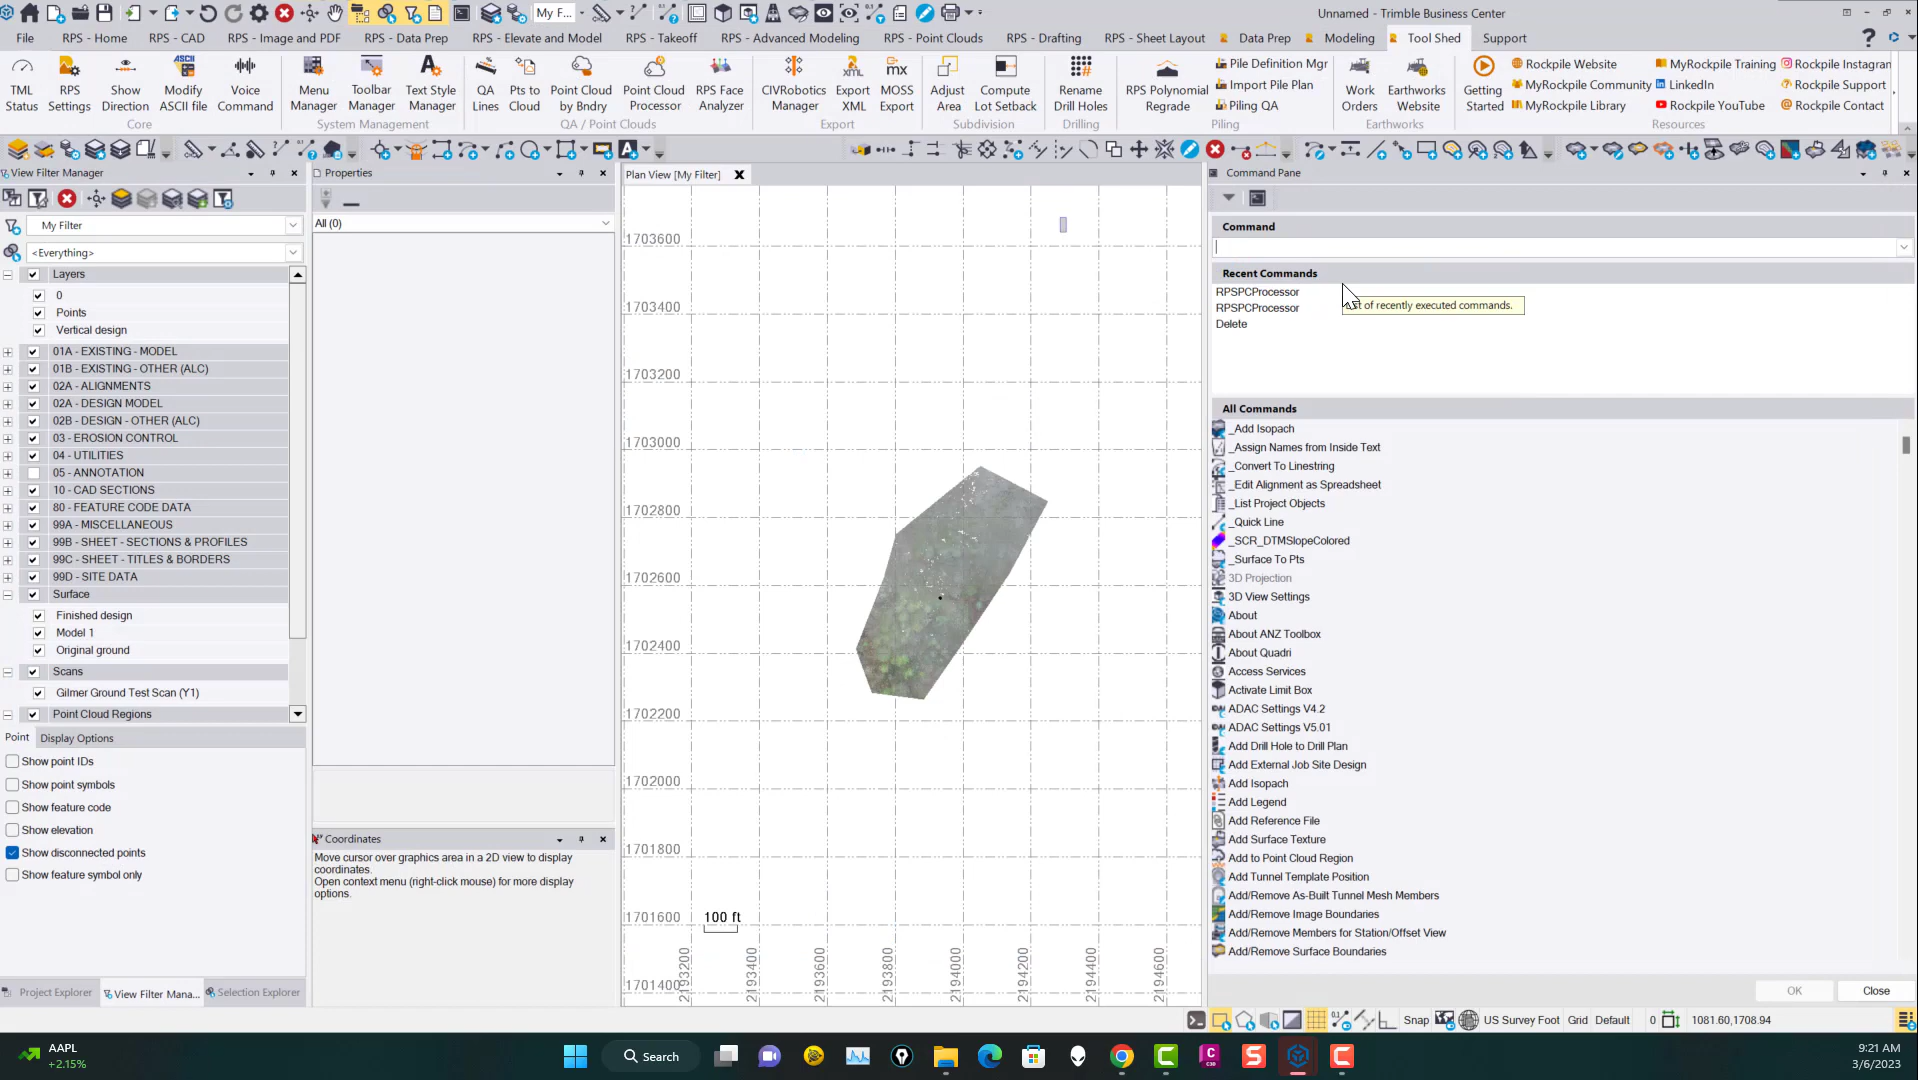 My F...
Unnamed - Trimble Business Center
File RPS - Home RPS - CAD RPS - Image and PDF RPS - Data Prep RPS - Elevate and Model RPS - Takeoff RPS - Advanced Modeling RPS - Point Clouds RPS - Drafting RPS - Sheet Layout Data Prep Modeling Tool Shed Support
TML Status
RPS Settings
Show Direction
Modify ASCII file
Voice Command
Core
Menu Manager
Toolbar Manager
Text Style Manager
System Management
QA Lines
Pts to Cloud
Point Cloud by Bndry
Point Cloud Processor
RPS Face Analyzer
QA / Point Clouds
CIVRobotics Manager
Export XML
MOSS Export
Export
Adjust Area
Compute Lot Setback
Subdivision
Rename Drill Holes
Drilling
RPS Polynomial Regrade
Pile Definition Mgr
Import Pile Plan
Piling QA
Piling
Work Orders
Earthworks Website
Earthworks
Getting Started
Rockpile Website
MyRockpile Community
MyRockpile Library
MyRockpile Training
LinkedIn
Rockpile YouTube
Rockpile Instagran
Rockpile Support
Rockpile Contact
Resources
View Filter Manager
My Filter
<Everything>
Layers
0
Points
Vertical design
01A - EXISTING - MODEL
01B - EXISTING - OTHER (ALC)
02A - ALIGNMENTS
02A - DESIGN MODEL
02B - DESIGN - OTHER (ALC)
03 - EROSION CONTROL
04 - UTILITIES
05 - ANNOTATION
10 - CAD SECTIONS
80 - FEATURE CODE DATA
99A - MISCELLANEOUS
99B - SHEET - SECTIONS & PROFILES
99C - SHEET - TITLES & BORDERS
99D - SITE DATA
Surface
Finished design
Model 1
Original ground
Scans
Gilmer Ground Test Scan (Y1)
Point Cloud Regions
Point Display Options
Show point IDs
Show point symbols
Show feature code
Show elevation
Show disconnected points
Show feature symbol only
Project Explorer View Filter Mana... Selection Explorer
Properties
All (0)
Coordinates
Move cursor over graphics area in a 2D view to display
coordinates.
Open context menu (right-click mouse) for more display
options.
Plan View [My Filter]
1703600
1703400
1703200
1703000
1702800
1702600
1702400
1702200
1702000
1701800
1701600
1701400
100 ft
2193200
2193400
2193600
2193800
2194000
2194200
2194400
2194600
Command Pane
Command
Recent Commands
RPSPCProcessor
RPSPCProcessor
Delete
of recently executed commands.
All Commands
_Add Isopach
_Assign Names from Inside Text
_Convert To Linestring
_Edit Alignment as Spreadsheet
_List Project Objects
_Quick Line
_SCR_DTMSlopeColored
_Surface To Pts
3D Projection
3D View Settings
About
About ANZ Toolbox
About Quadri
Access Services
Activate Limit Box
ADAC Settings V4.2
ADAC Settings V5.01
Add Drill Hole to Drill Plan
Add External Job Site Design
Add Isopach
Add Legend
Add Reference File
Add Surface Texture
Add to Point Cloud Region
Add Tunnel Template Position
Add/Remove As-Built Tunnel Mesh Members
Add/Remove Image Boundaries
Add/Remove Members for Station/Offset View
Add/Remove Surface Boundaries
OK Close
Snap US Survey Foot Grid Default 0 1081.60,1708.94
AAPL
+2.15%
Search
9:21 AM
3/6/2023